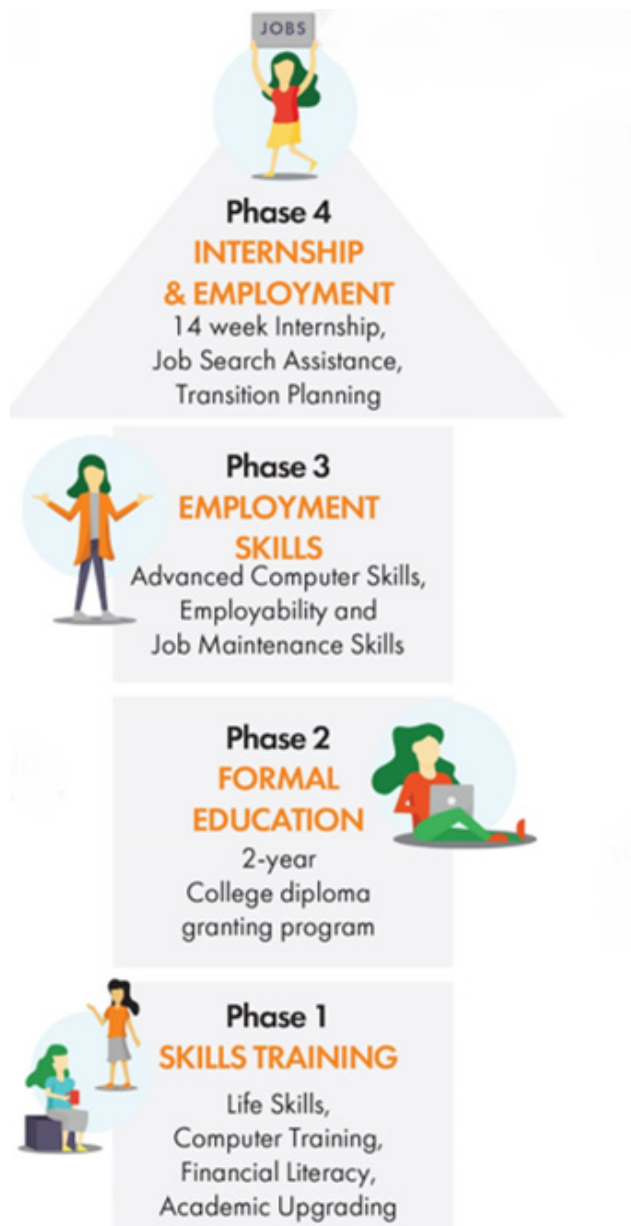 JOBS
Phase 4
INTERNSHIP
& EMPLOYMENT
14 week Internship,
Job Search Assistance,
Transition Planning
Phase 3
EMPLOYMENT
SKILLS
Advanced Computer Skills,
Employability and
Job Maintenance Skills
Phase 2
FORMAL
EDUCATION
2-year
College diploma
granting program
Phase 1
SKILLS TRAINING
Life Skills,
Computer Training,
Financial Literacy,
Academic Upgrading